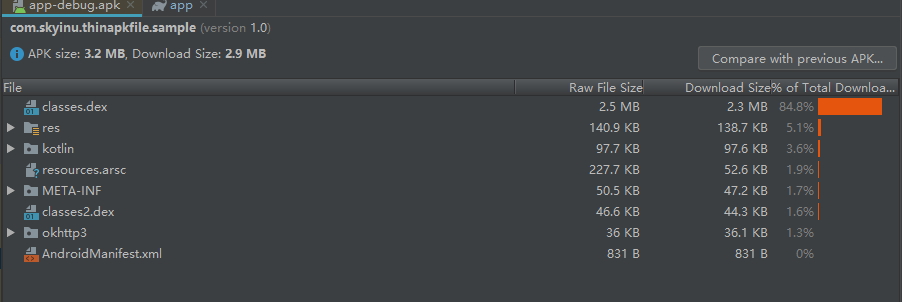 app-debug.apk app
com.skyinu.thinapkfile.sample (version 1.0)
APK size: 3.2 MB, Download Size: 2.9 MB
Compare with previous APK...
File Raw File Size Download Size % of Total Downloa...
classes.dex 2.5 MB 2.3 MB 84.8%
res 140.9 KB 138.7 KB 5.1%
kotlin 97.7 KB 97.6 KB 3.6%
resources.arsc 227.7 KB 52.6 KB 1.9%
META-INF 50.5 KB 47.2 KB 1.7%
classes2.dex 46.6 KB 44.3 KB 1.6%
okhttp3 36 KB 36.1 KB 1.3%
AndroidManifest.xml 831 B 831 B 0%